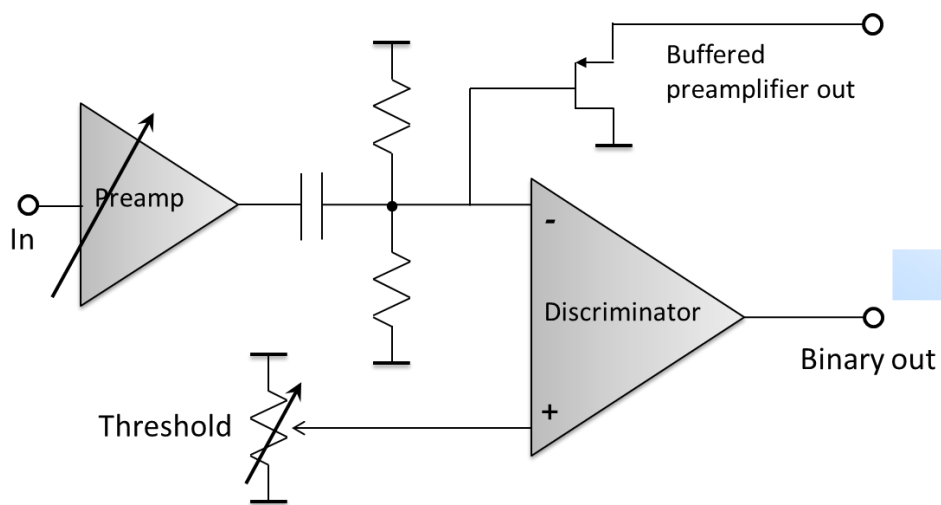 Buffered
preamplifier out
Preamp
In
-
Discriminator
Binary out
+
Threshold